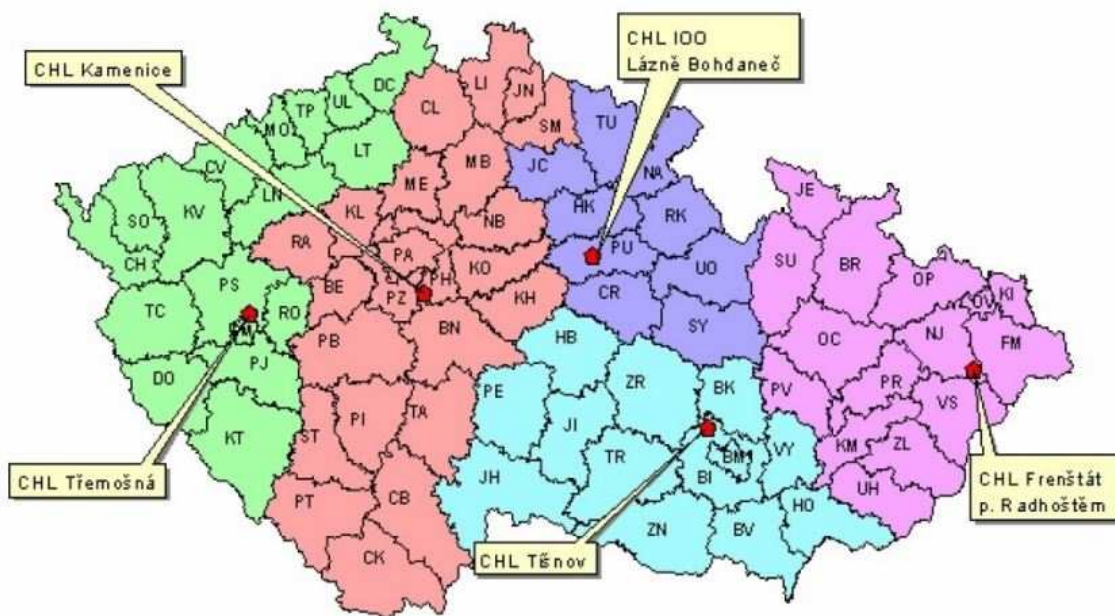 CHL Kamenice
CHL IOO
Lázně Bohdaneč
DC
UL
TP
MO
LT
CV
LN
SO
KV
CH
PS
RO
TC
PM
PJ
DO
KT
LI
JN
CL
SM
MB
ME
KL
NB
RA
PA
PH
KO
BE
PZ
KH
BN
PB
PI
TA
ST
PT
CB
CK
TU
JC
NA
HK
RK
PU
UO
CR
SY
HB
PE
ZR
BK
JI
TR
BM
VY
BI
JH
HO
ZN
BV
JE
SU
BR
OP
OV
KI
OC
NJ
FM
PV
PR
VS
KM
ZL
UH
CHL Třemošná
CHL Tišnov
CHL Frenštát
p. Radhoštěm